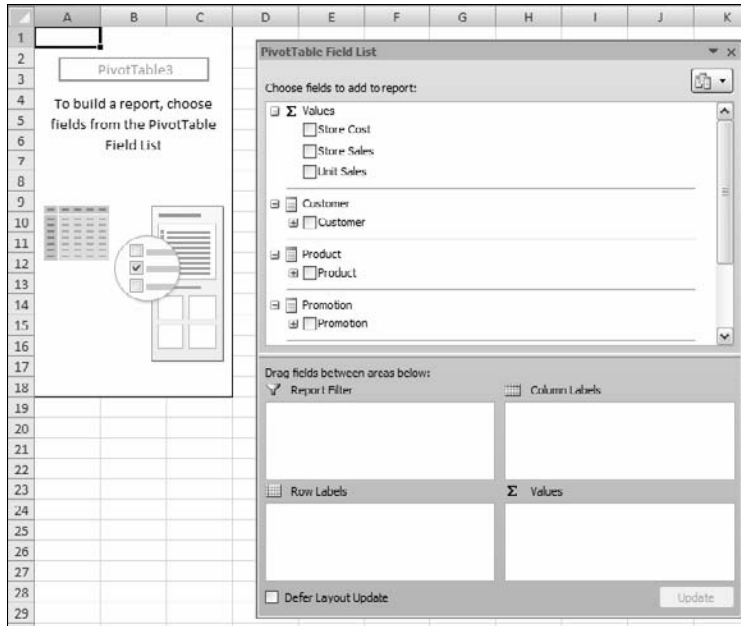 A B C D E F G H I J K
1
2
3
4
5
6
7
8
9
10
11
12
13
14
15
16
17
18
19
20
21
22
23
24
25
26
27
28
29
PivotTable3
To build a report, choose
fields from the PivotTable
Field List
PivotTable Field List
Choose fields to add to report:
Σ Values
Store Cost
Store Sales
Unit Sales
Customer
Customer
Product
Product
Promotion
Promotion
Drag fields between areas below:
Report Filter
Column Labels
Row Labels
Σ Values
Defer Layout Update
Update